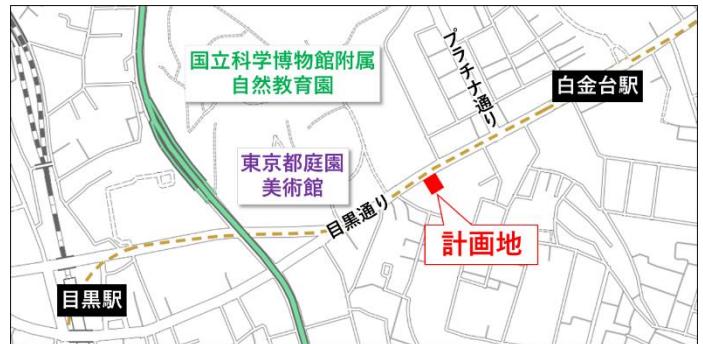 国立科学博物館附属
自然教育園
プラチナ通り
白金台駅
東京都庭園
美術館
目黒通り
計画地
目黒駅